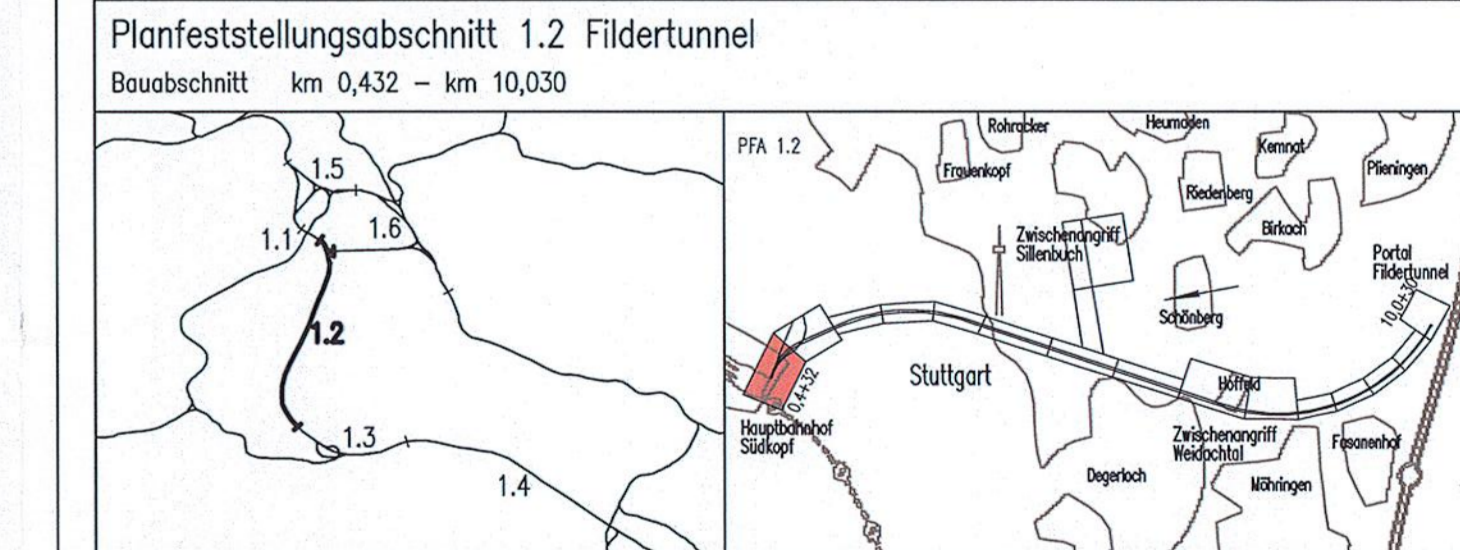 Planfeststellungsabschnitt 1.2 Fildertunnel
Bauabschnitt km 0,432 – km 10,030
1.5
1.1
1.6
1.2
1.3
1.4
PFA 1.2
Rohracker
Heumaden
Frauenkopf
Kemnat
Plieningen
Riedenberg
Birkach
Zwischenangriff
Sillenbuch
Portal
Fildertunnel
10,0+30
Schönberg
Stuttgart
0,4+32
Hauptbahnhof
Südkopf
Hoffeld
Zwischenangriff
Weidachtal
Fasanenhof
Degerloch
Möhringen